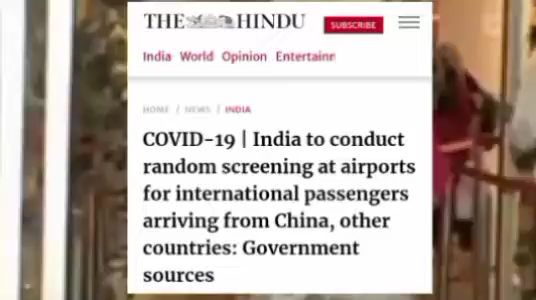 THE HINDU SUBSCRIBE
India World Opinion Entertainm
HOME / NEWS / INDIA
COVID-19 | India to conduct
random screening at airports
for international passengers
arriving from China, other
countries: Government
sources